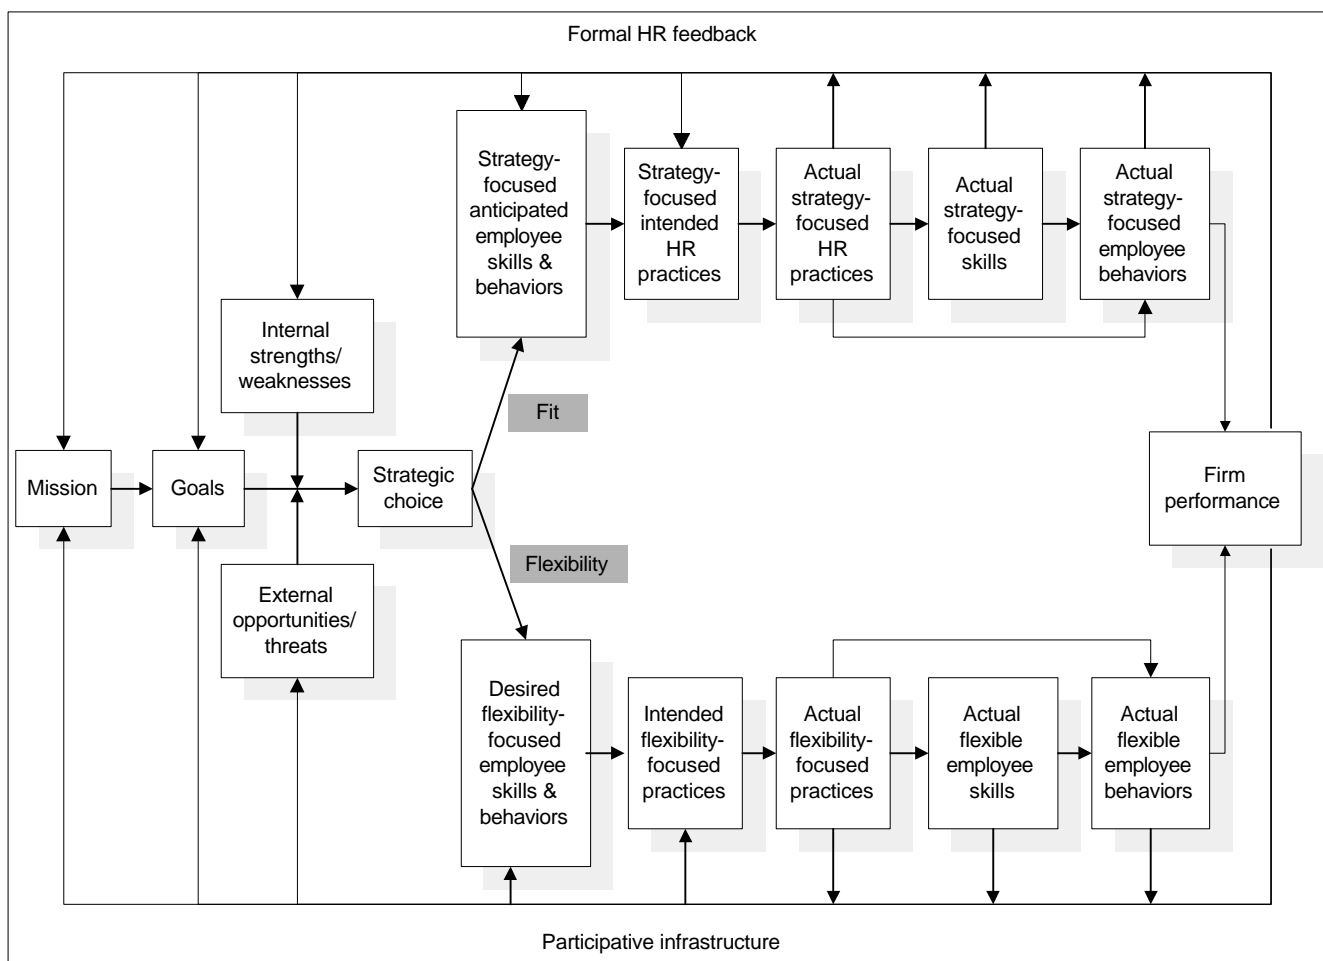 Formal HR feedback
Strategy-
focused
anticipated
employee
skills &
behaviors
Strategy-
focused
intended
HR
practices
Actual
strategy-
focused HR
practices
Actual
strategy-
focused
skills
Actual
strategy-
focused
employee
behaviors
Internal
strengths/
weaknesses
Fit
Mission
Goals
Strategic
choice
Firm
performance
Flexibility
External
opportunities/
threats
Desired
flexibility-
focused
employee
skills &
behaviors
Intended
flexibility-
focused
practices
Actual
flexibility-
focused
practices
Actual
flexible
employee
skills
Actual
flexible
employee
behaviors
Participative infrastructure